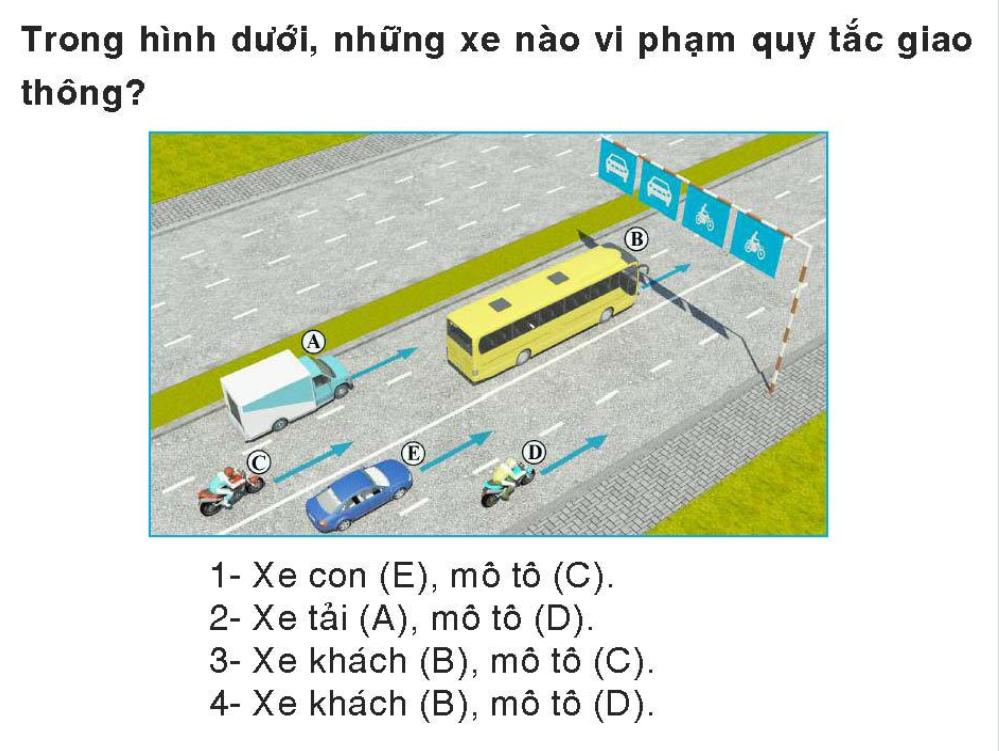 Trong hình dưới, những xe nào vi phạm quy tắc giao
thông?
B
A
C
E
D
1- Xe con (E), mô tô (C).
2- Xe tải (A), mô tô (D).
3- Xe khách (B), mô tô (C).
4- Xe khách (B), mô tô (D).